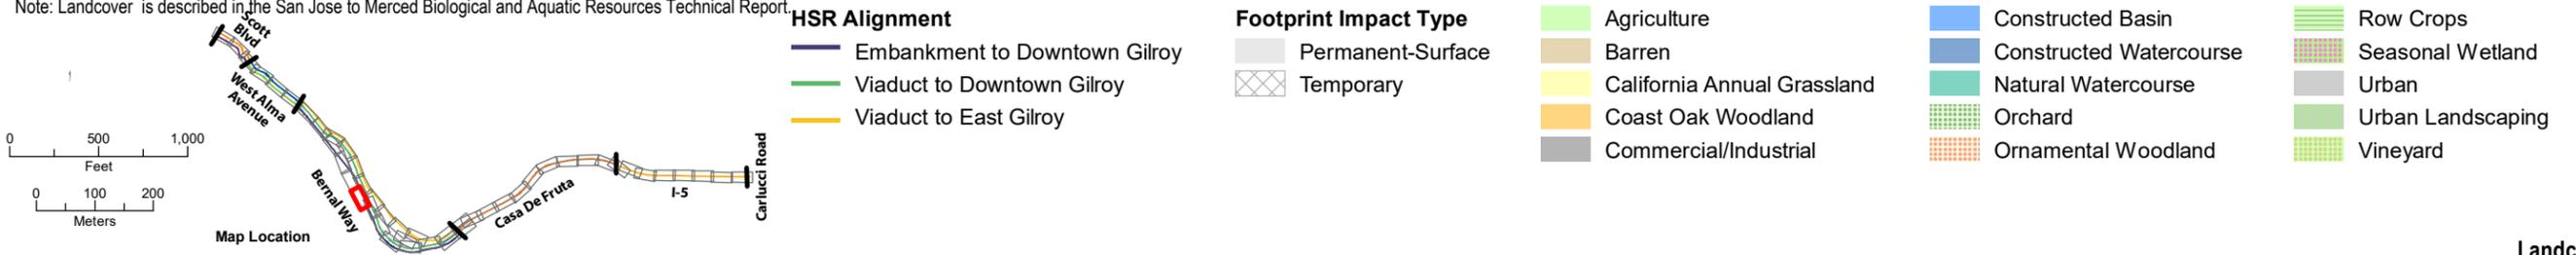 Note: Landcover is described in the San Jose to Merced Biological and Aquatic Resources Technical Report.
Scott
Blvd
West Alma
Avenue
0 500 1,000
Feet
0 100 200
Meters
Bernal Way
Map Location
Casa De Fruta
I-5
Carlucci Road
HSR Alignment
Embankment to Downtown Gilroy
Viaduct to Downtown Gilroy
Viaduct to East Gilroy
Footprint Impact Type
Permanent-Surface
Temporary
Agriculture
Barren
California Annual Grassland
Coast Oak Woodland
Commercial/Industrial
Constructed Basin
Constructed Watercourse
Natural Watercourse
Orchard
Ornamental Woodland
Row Crops
Seasonal Wetland
Urban
Urban Landscaping
Vineyard
Landc